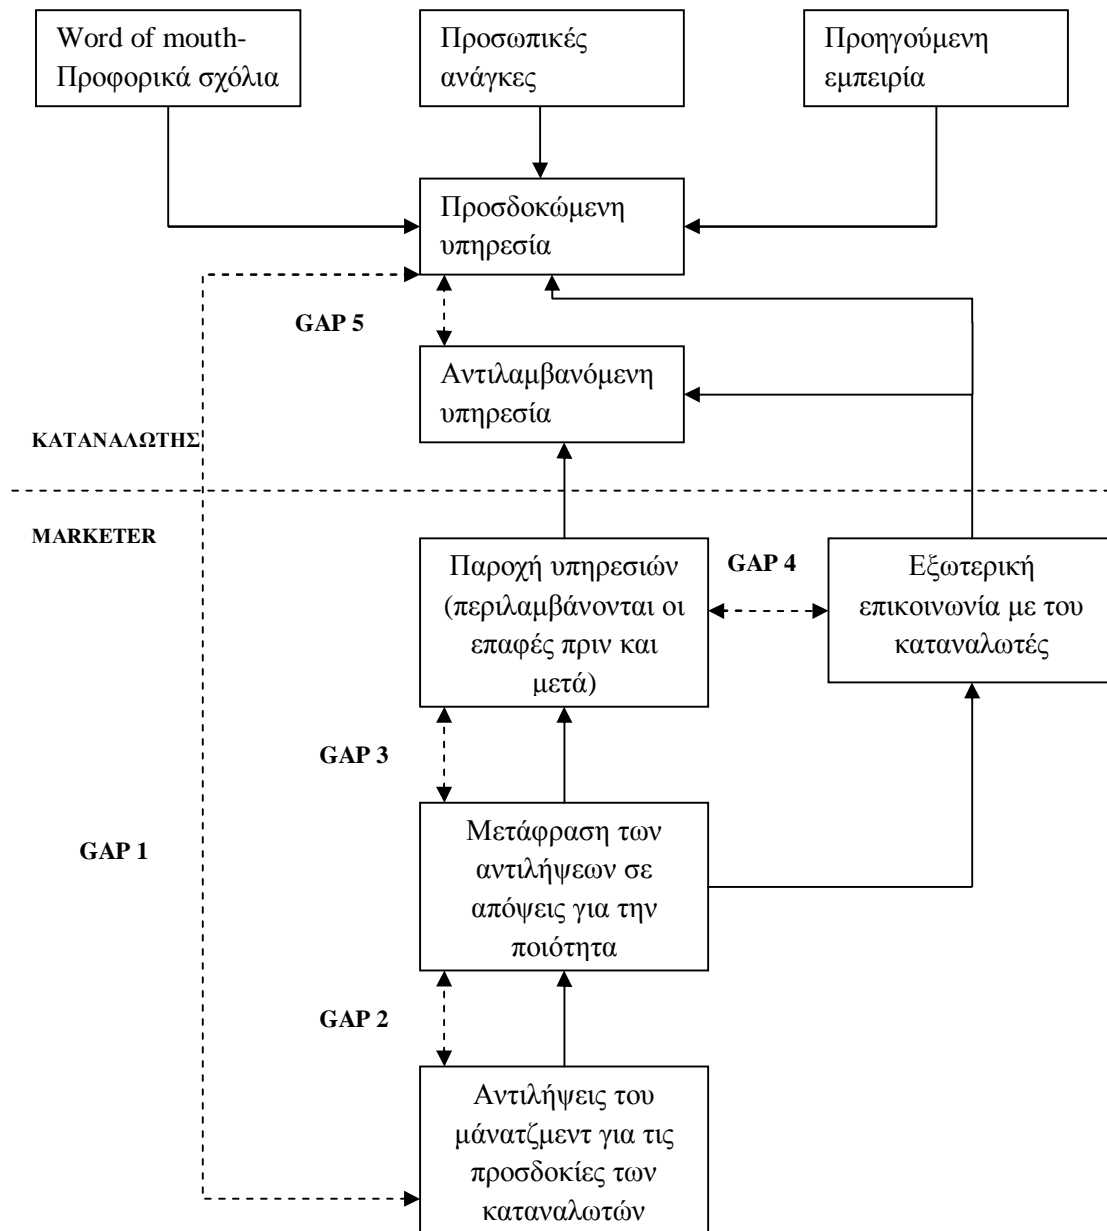 Word of mouth-
Προφορικά σχόλια
Προσωπικές
ανάγκες
Προηγούμενη
εμπειρία
Προσδοκώμενη
υπηρεσία
GAP 5
Αντιλαμβανόμενη
υπηρεσία
ΚΑΤΑΝΑΛΩΤΗΣ
MARKETER
Παροχή υπηρεσιών
(περιλαμβάνονται οι
επαφές πριν και
μετά)
GAP 4
Εξωτερική
επικοινωνία με του
καταναλωτές
GAP 3
GAP 1
Μετάφραση των
αντιλήψεων σε
απόψεις για την
ποιότητα
GAP 2
Αντιλήψεις του
μάνατζμεντ για τις
προσδοκίες των
καταναλωτών